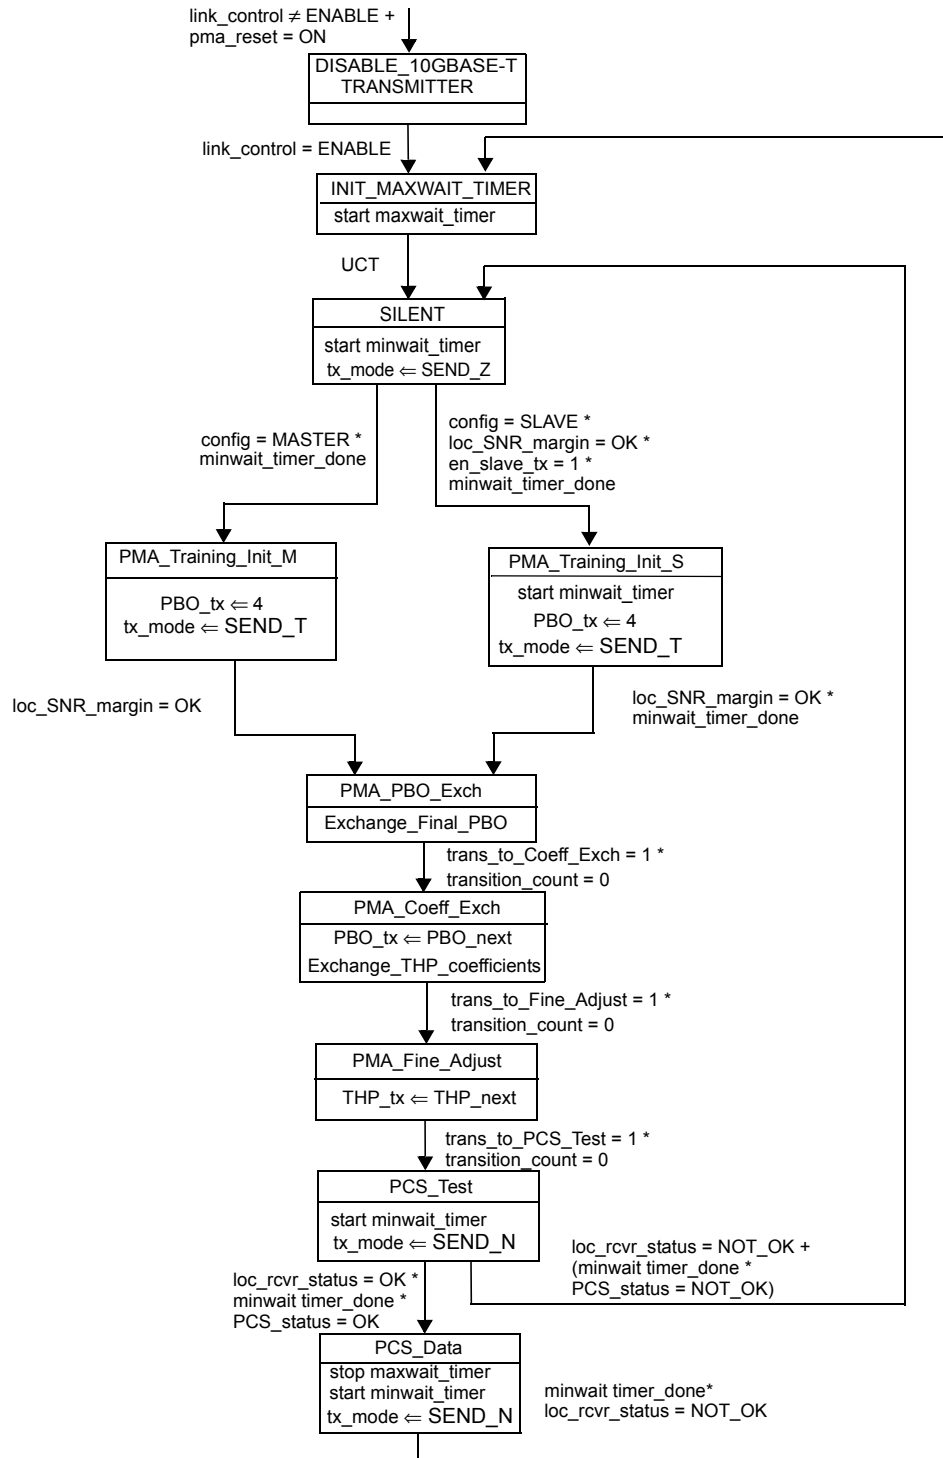 link_control ≠ ENABLE +
pma_reset = ON
DISABLE_10GBASE-T
TRANSMITTER
link_control = ENABLE
INIT_MAXWAIT_TIMER
start maxwait_timer
UCT
SILENT
start minwait_timer
tx_mode ⇐ SEND_Z
config = MASTER *
minwait_timer_done
config = SLAVE *
loc_SNR_margin = OK *
en_slave_tx = 1 *
minwait_timer_done
PMA_Training_Init_M
PBO_tx ⇐ 4
tx_mode ⇐ SEND_T
PMA_Training_Init_S
start minwait_timer
PBO_tx ⇐ 4
tx_mode ⇐ SEND_T
loc_SNR_margin = OK
loc_SNR_margin = OK *
minwait_timer_done
PMA_PBO_Exch
Exchange_Final_PBO
trans_to_Coeff_Exch = 1 *
transition_count = 0
PMA_Coeff_Exch
PBO_tx ⇐ PBO_next
Exchange_THP_coefficients
trans_to_Fine_Adjust = 1 *
transition_count = 0
PMA_Fine_Adjust
THP_tx ⇐ THP_next
trans_to_PCS_Test = 1 *
transition_count = 0
PCS_Test
start minwait_timer
tx_mode ⇐ SEND_N
loc_rcvr_status = NOT_OK +
(minwait timer_done *
PCS_status = NOT_OK)
loc_rcvr_status = OK *
minwait timer_done *
PCS_status = OK
PCS_Data
stop maxwait_timer
start minwait_timer
tx_mode ⇐ SEND_N
minwait timer_done*
loc_rcvr_status = NOT_OK